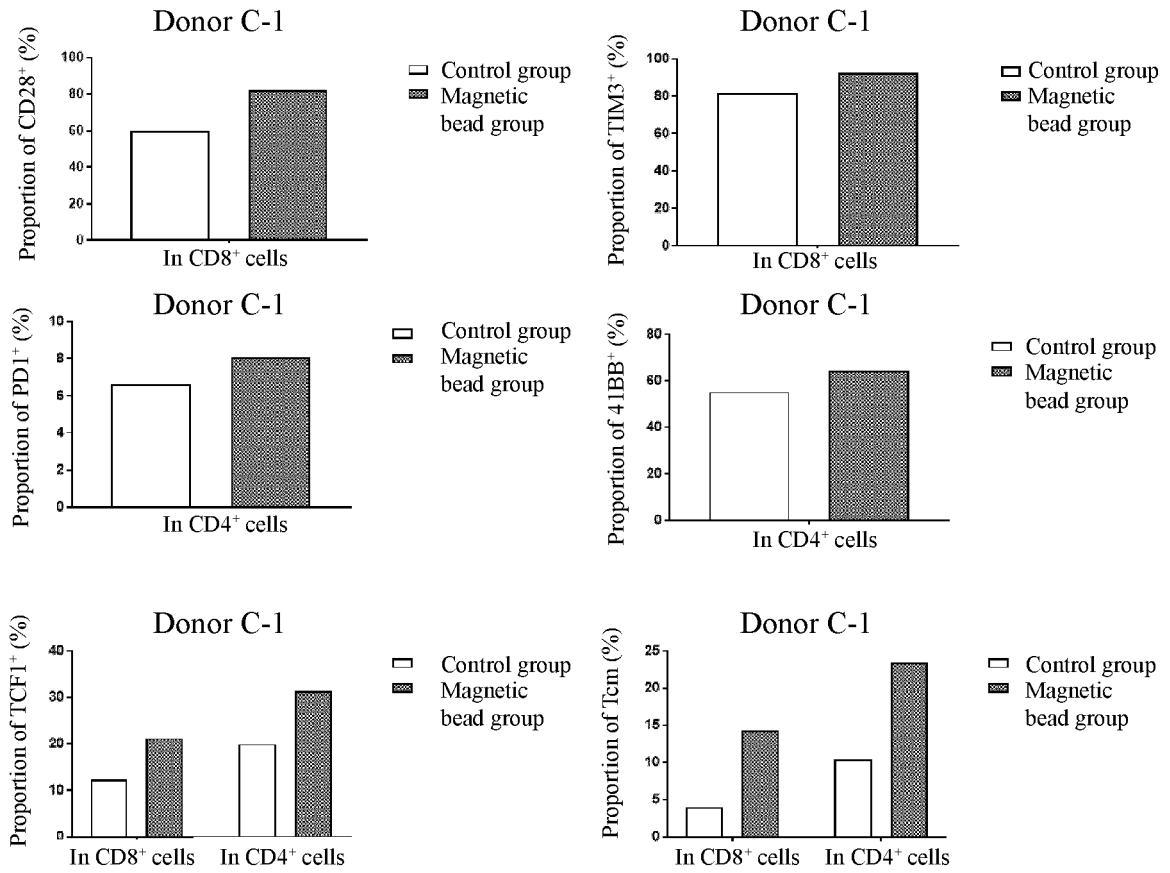 Donor C-1
Proportion of CD28⁺ (%)
100
80
60
40
20
0
In CD8⁺ cells
Control group
Magnetic
bead group
Donor C-1
Proportion of TIM3⁺ (%)
100
80
60
40
20
0
In CD8⁺ cells
Control group
Magnetic
bead group
Donor C-1
Proportion of PD1⁺ (%)
10
8
6
4
2
0
In CD4⁺ cells
Control group
Magnetic
bead group
Donor C-1
Proportion of 41BB⁺ (%)
80
60
40
20
0
In CD4⁺ cells
Control group
Magnetic
bead group
Donor C-1
Proportion of TCF1⁺ (%)
40
30
20
10
0
In CD8⁺ cells In CD4⁺ cells
Control group
Magnetic
bead group
Donor C-1
Proportion of Tcm (%)
25
20
15
10
5
0
In CD8⁺ cells In CD4⁺ cells
Control group
Magnetic
bead group